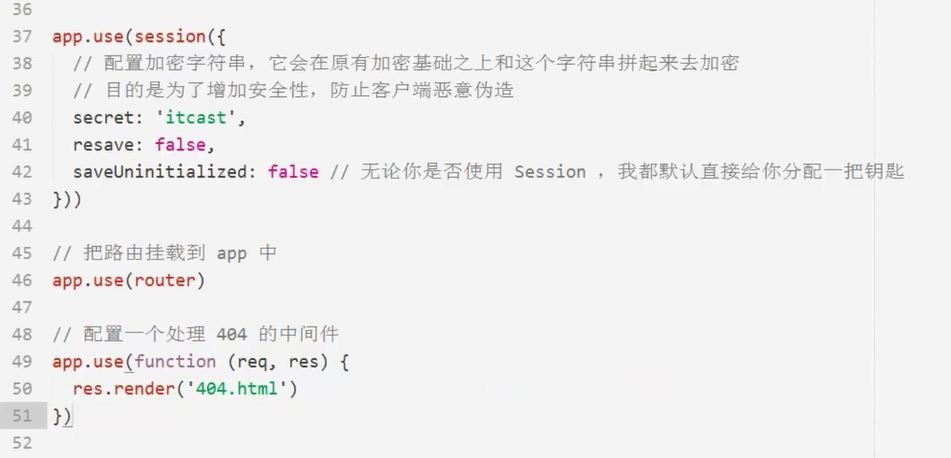 36
37 app.use(session({
38   // 配置加密字符串，它会在原有加密基础之上和这个字符串拼起来去加密
39   // 目的是为了增加安全性，防止客户端恶意伪造
40   secret: 'itcast',
41   resave: false,
42   saveUninitialized: false // 无论你是否使用 Session ，我都默认直接给你分配一把钥匙
43 }))
44
45 // 把路由挂载到 app 中
46 app.use(router)
47
48 // 配置一个处理 404 的中间件
49 app.use(function (req, res) {
50   res.render('404.html')
51 })
52